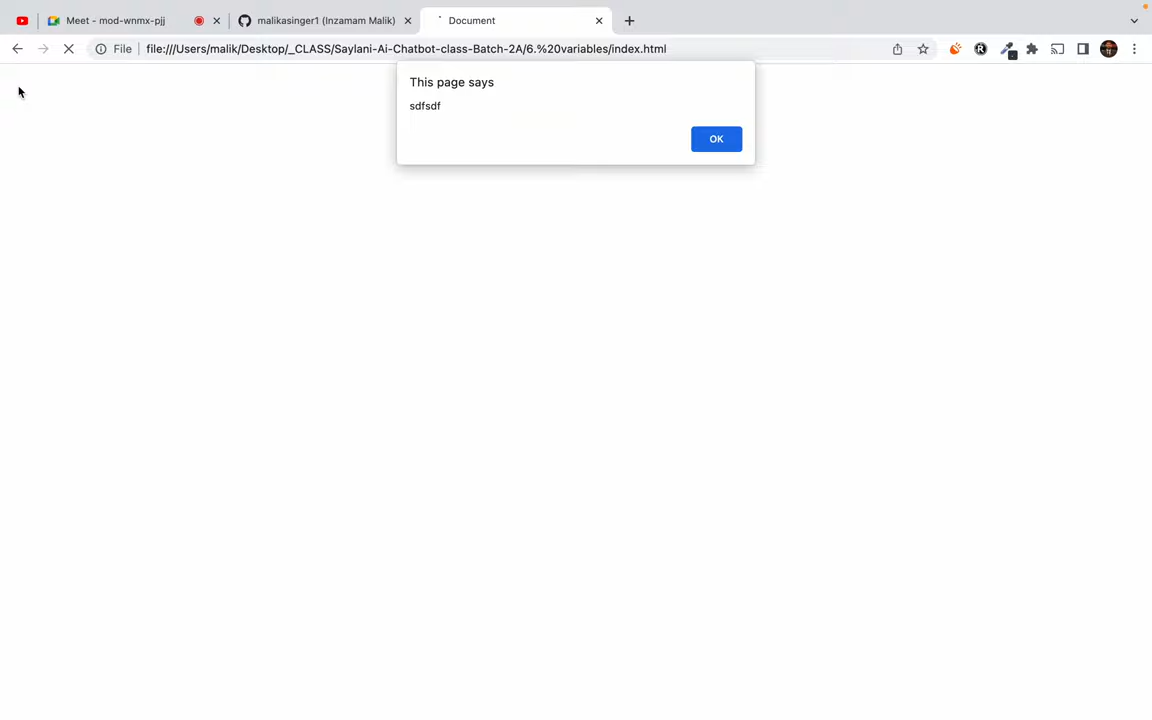 Meet - mod-wnmx-pjj
malikasinger1 (Inzamam Malik)
Document
File
file:///Users/malik/Desktop/_CLASS/Saylani-Ai-Chatbot-class-Batch-2A/6.%20variables/index.html
This page says
sdfsdf
OK